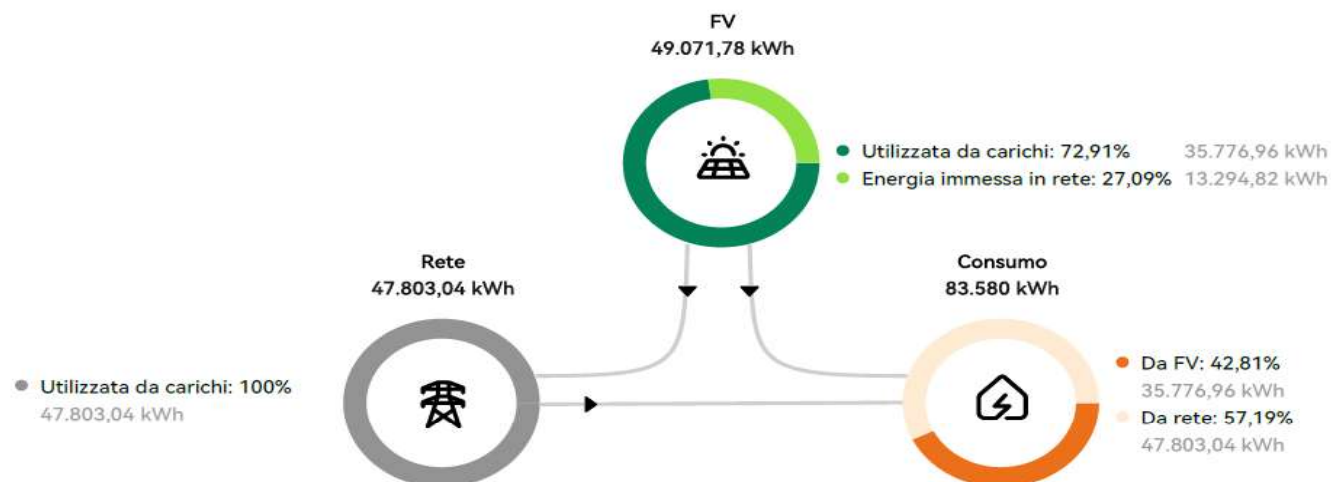 FV
49.071,78 kWh
Utilizzata da carichi: 72,91% 35.776,96 kWh
Energia immessa in rete: 27,09% 13.294,82 kWh
Rete
47.803,04 kWh
Consumo
83.580 kWh
Utilizzata da carichi: 100%
47.803,04 kWh
Da FV: 42,81%
35.776,96 kWh
Da rete: 57,19%
47.803,04 kWh